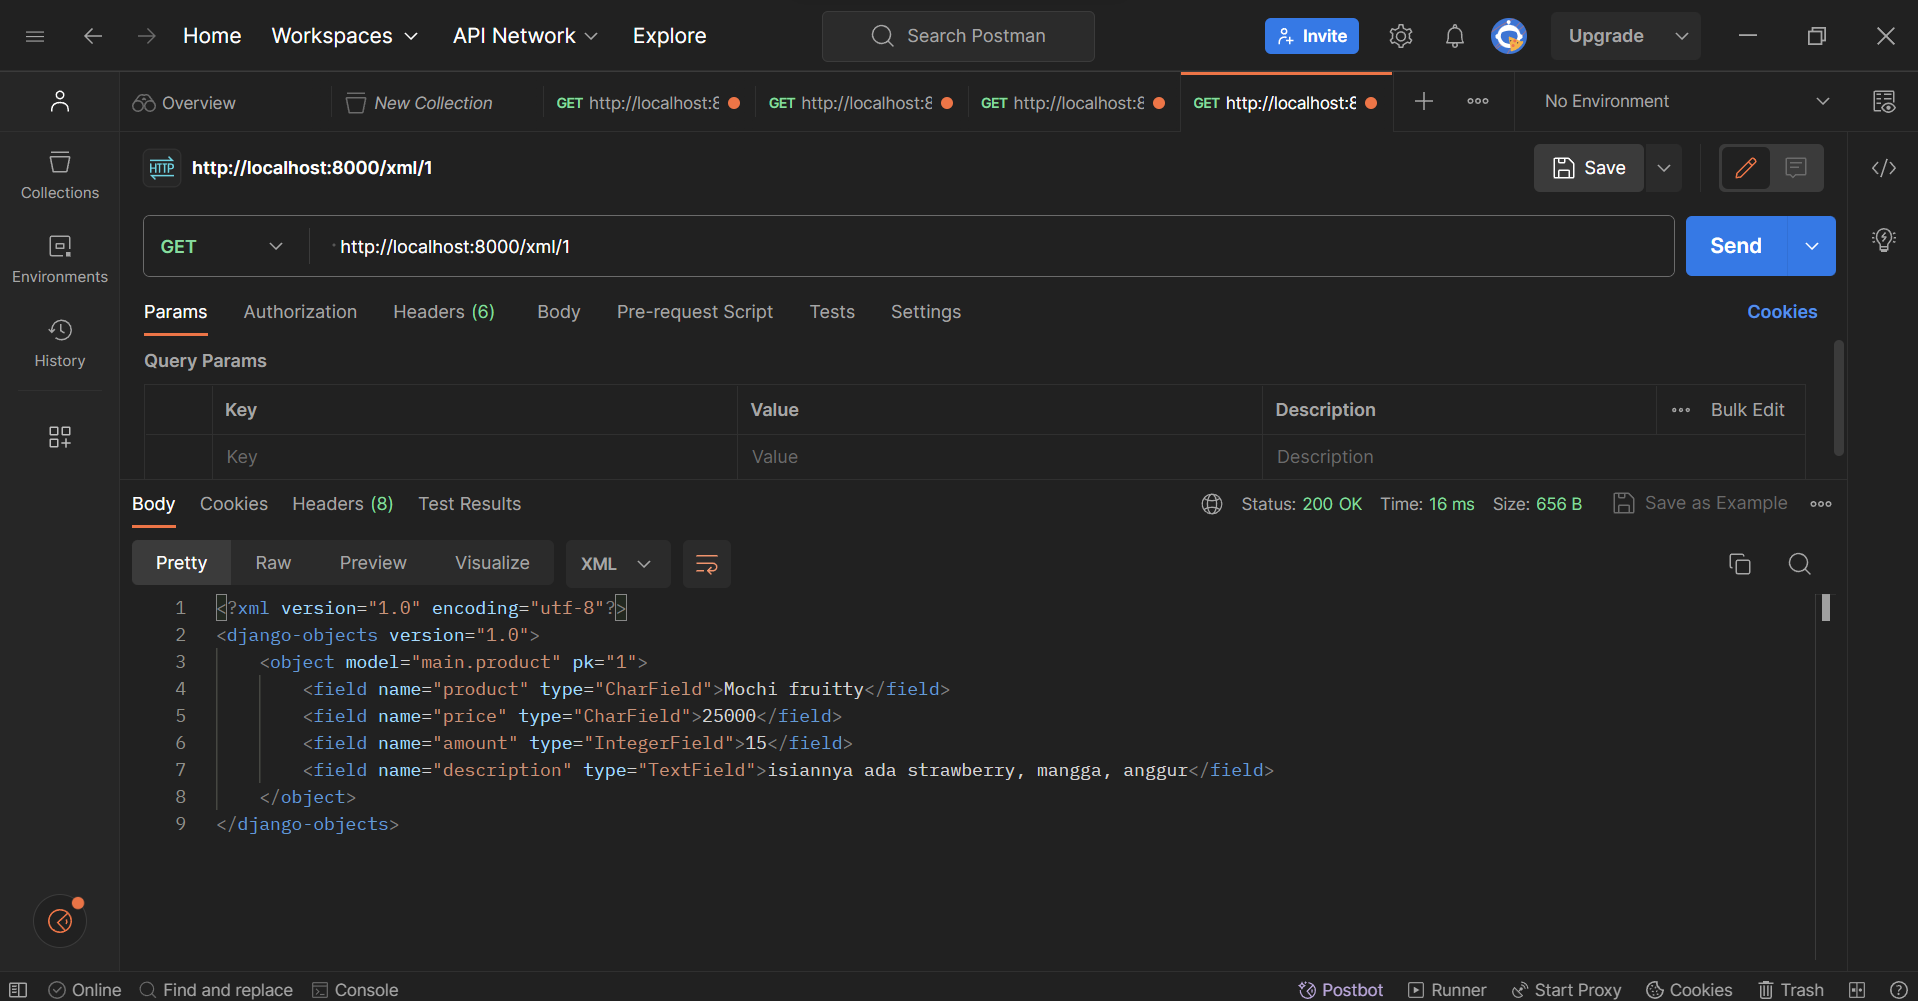 Home Workspaces API Network Explore Search Postman Invite Upgrade
Overview New Collection GET http://localhost:8 GET http://localhost:8 GET http://localhost:8 GET http://localhost:8 No Environment
HTTP http://localhost:8000/xml/1 Save
Collections
GET http://localhost:8000/xml/1 Send
Environments
Params Authorization Headers (6) Body Pre-request Script Tests Settings Cookies
History
Query Params
Key Value Description Bulk Edit
Key Value Description
Body Cookies Headers (8) Test Results Status: 200 OK Time: 16 ms Size: 656 B Save as Example
Pretty Raw Preview Visualize XML
1 <?xml version="1.0" encoding="utf-8"?>
2 <django-objects version="1.0">
3 <object model="main.product" pk="1">
4 <field name="product" type="CharField">Mochi fruitty</field>
5 <field name="price" type="CharField">25000</field>
6 <field name="amount" type="IntegerField">15</field>
7 <field name="description" type="TextField">isiannya ada strawberry, mangga, anggur</field>
8 </object>
9 </django-objects>
Online Find and replace Console Postbot Runner Start Proxy Cookies Trash